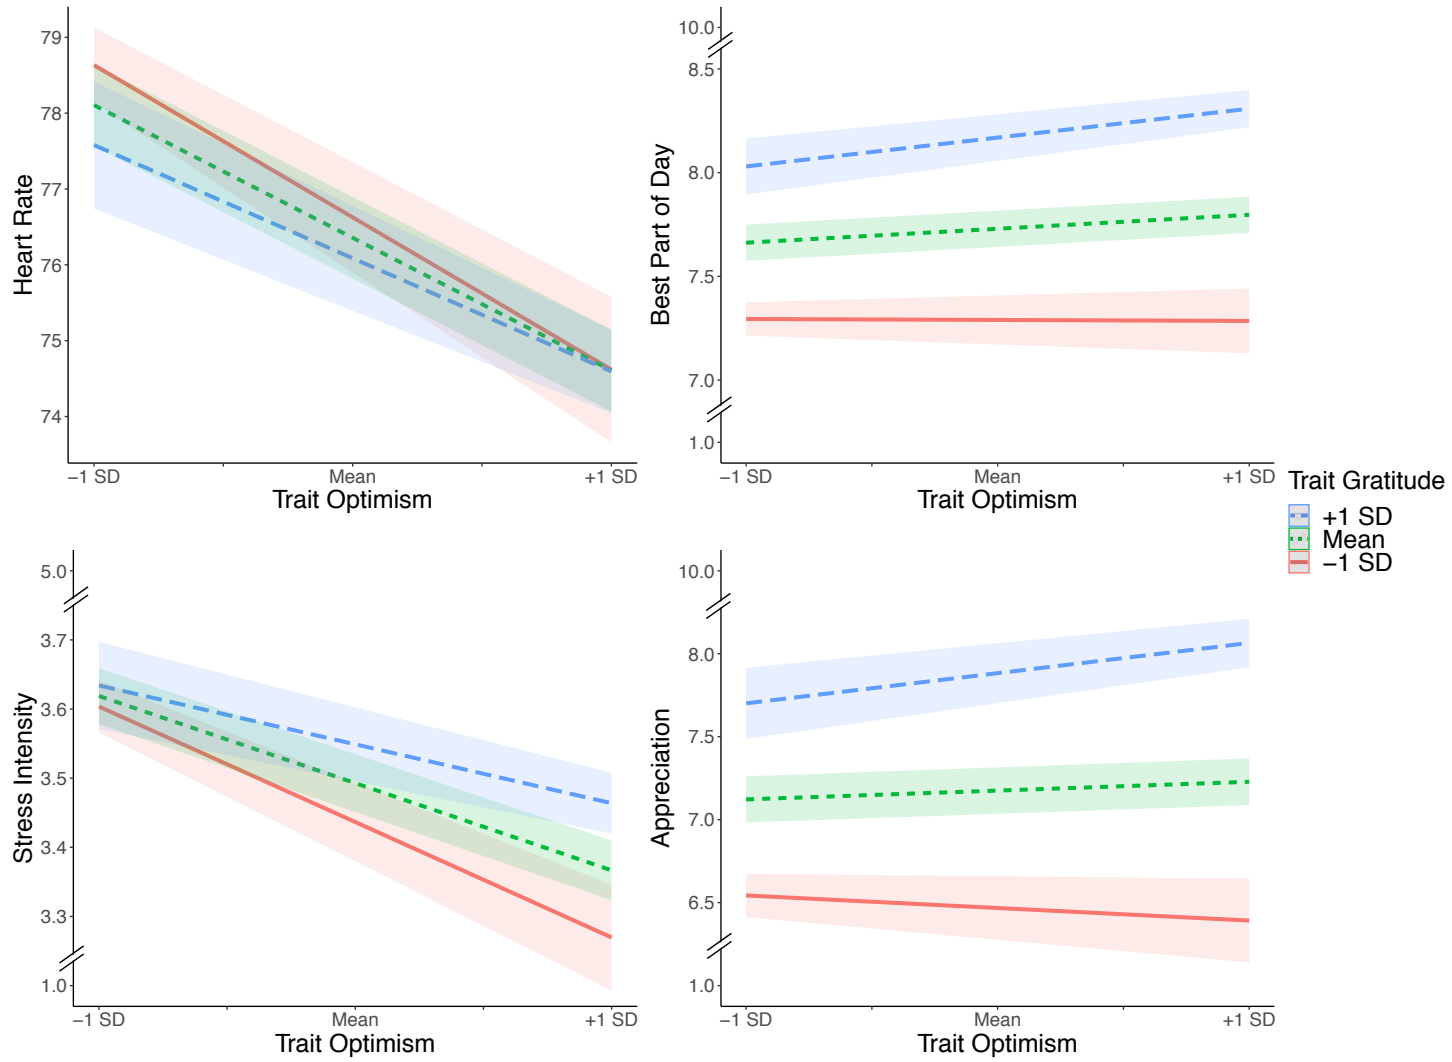 79
78
77
76
75
74
Heart Rate
−1 SD
Mean
+1 SD
Trait Optimism
10.0
8.5
8.0
7.5
7.0
1.0
Best Part of Day
−1 SD
Mean
+1 SD
Trait Optimism
Trait Gratitude
+1 SD
Mean
−1 SD
5.0
3.7
3.6
3.5
3.4
3.3
1.0
Stress Intensity
−1 SD
Mean
+1 SD
Trait Optimism
10.0
8.0
7.5
7.0
6.5
1.0
Appreciation
−1 SD
Mean
+1 SD
Trait Optimism